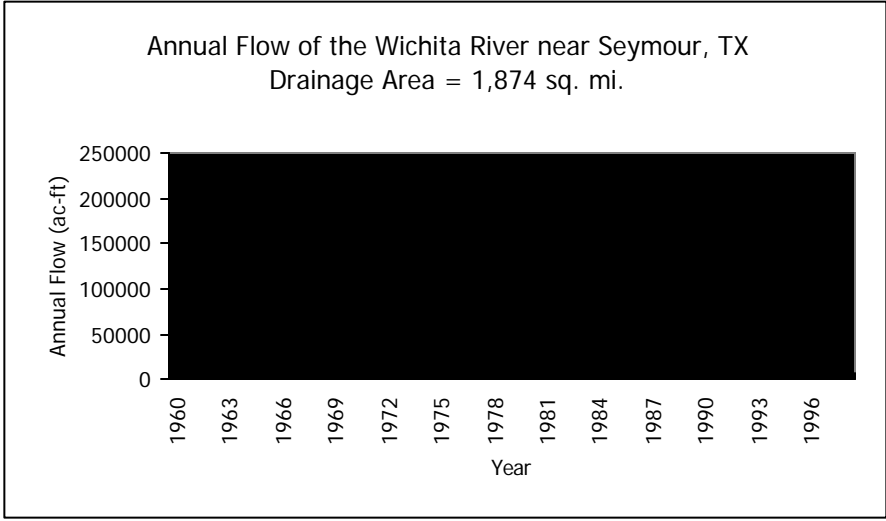 Annual Flow of the Wichita River near Seymour, TX
Drainage Area = 1,874 sq. mi.
Annual Flow (ac-ft)
250000
200000
150000
100000
50000
0
1960 1963 1966 1969 1972 1975 1978 1981 1984 1987 1990 1993 1996
Year